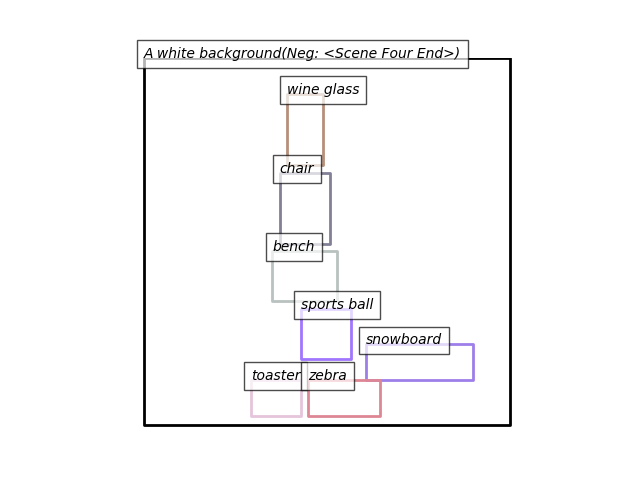 A white background(Neg: <Scene Four End>)
wine glass
chair
bench
sports ball
snowboard
toaster
zebra